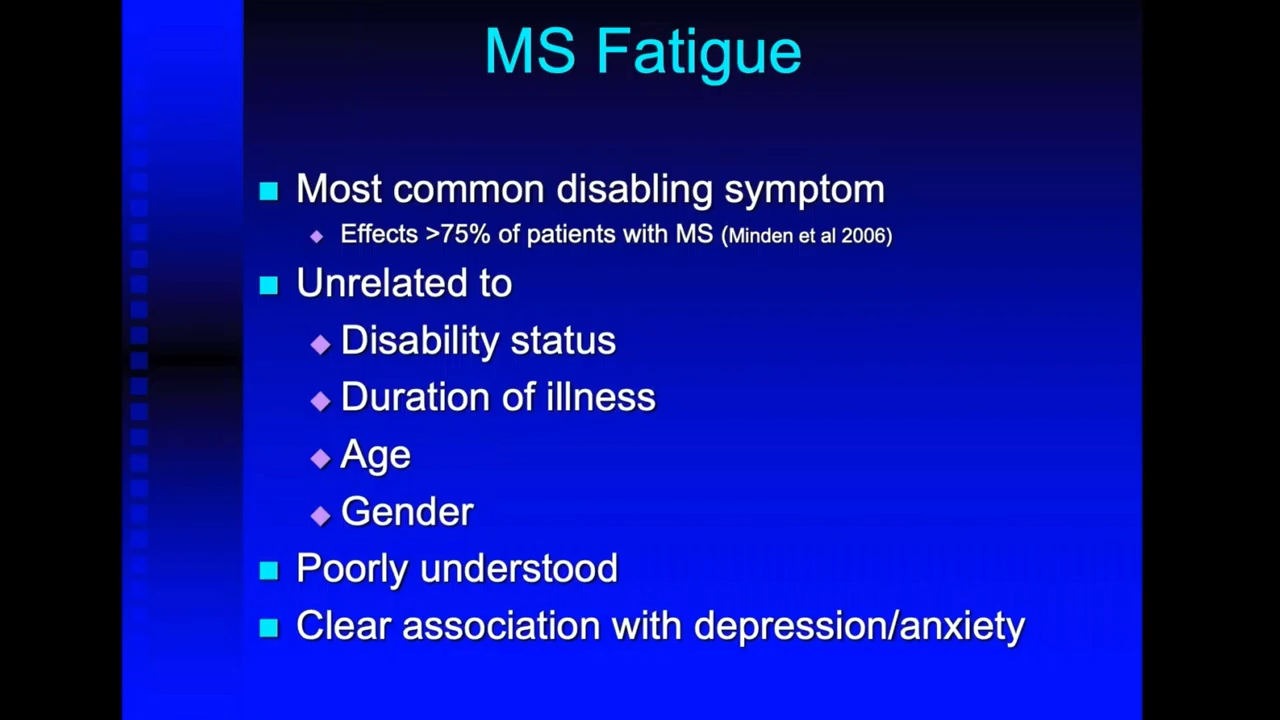 MS Fatigue
Most common disabling symptom
Effects >75% of patients with MS (Minden et al 2006)
Unrelated to
Disability status
Duration of illness
Age
Gender
Poorly understood
Clear association with depression/anxiety